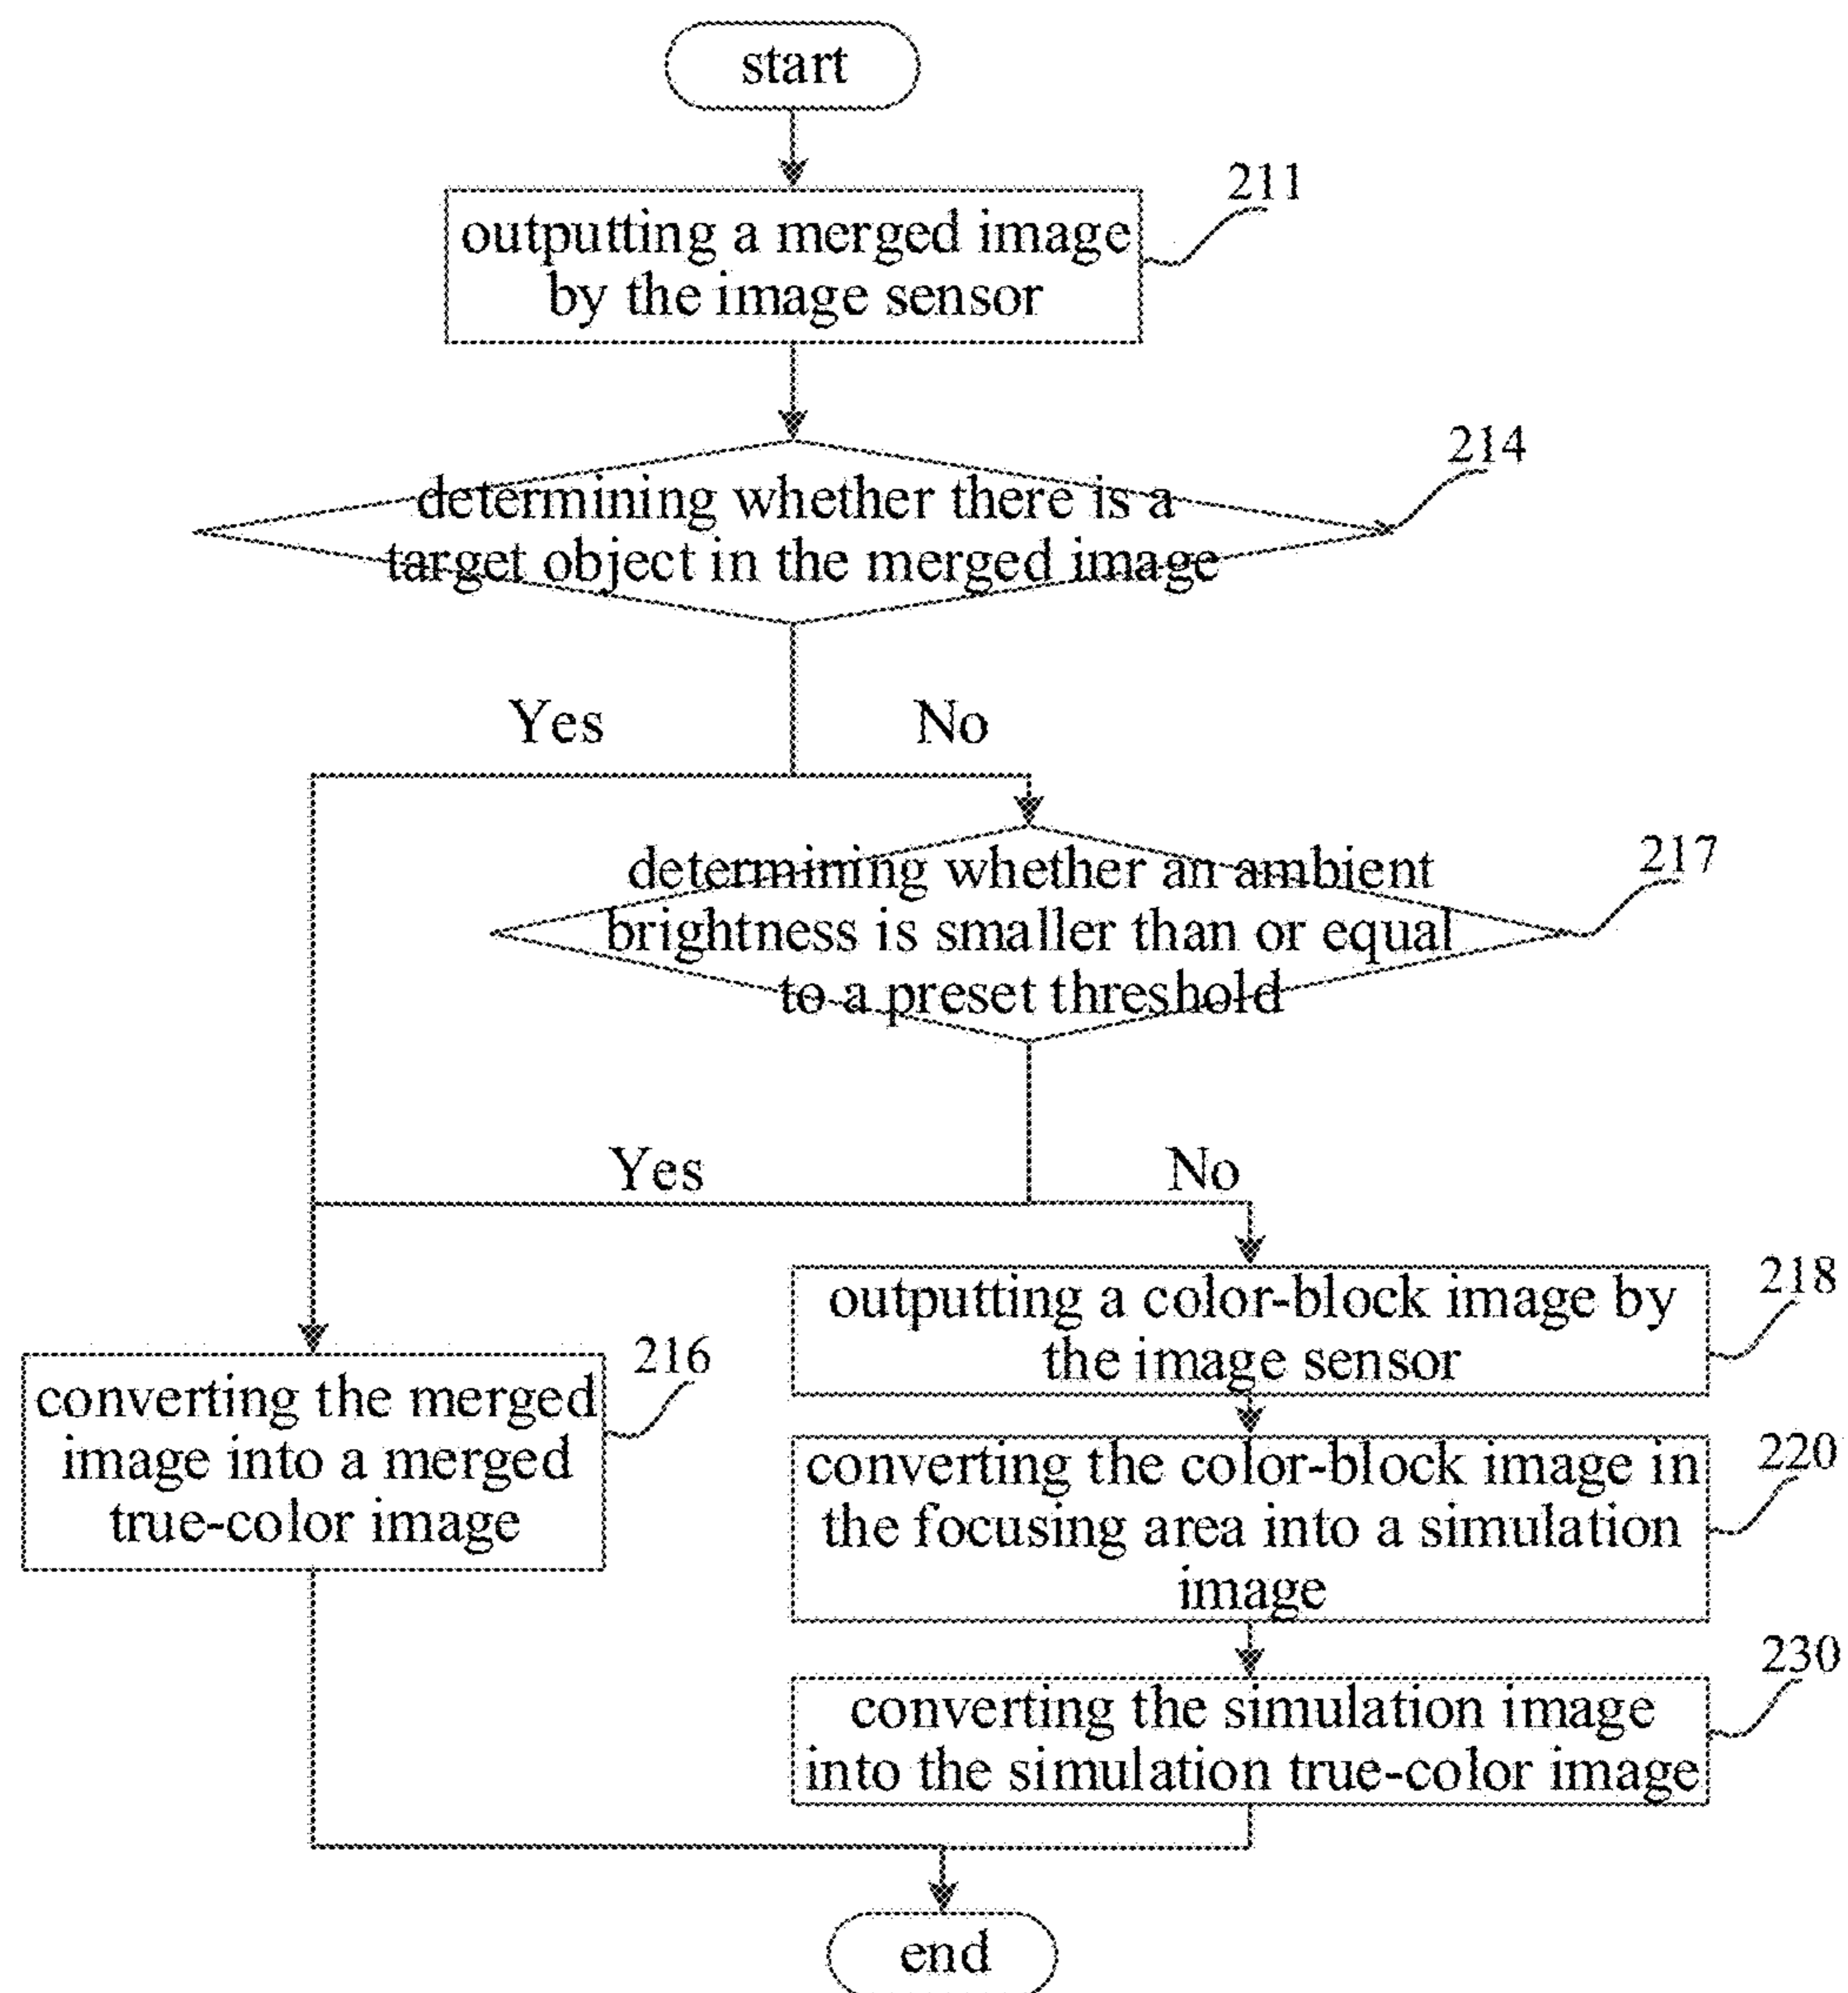 start
211
outputting a merged image
by the image sensor
214
determining whether there is a
target object in the merged image
Yes
No
217
determining whether an ambient
brightness is smaller than or equal
to a preset threshold
Yes
No
218
outputting a color-block image by
the image sensor
216
converting the merged
image into a merged
true-color image
220
converting the color-block image in
the focusing area into a simulation
image
230
converting the simulation image
into the simulation true-color image
end